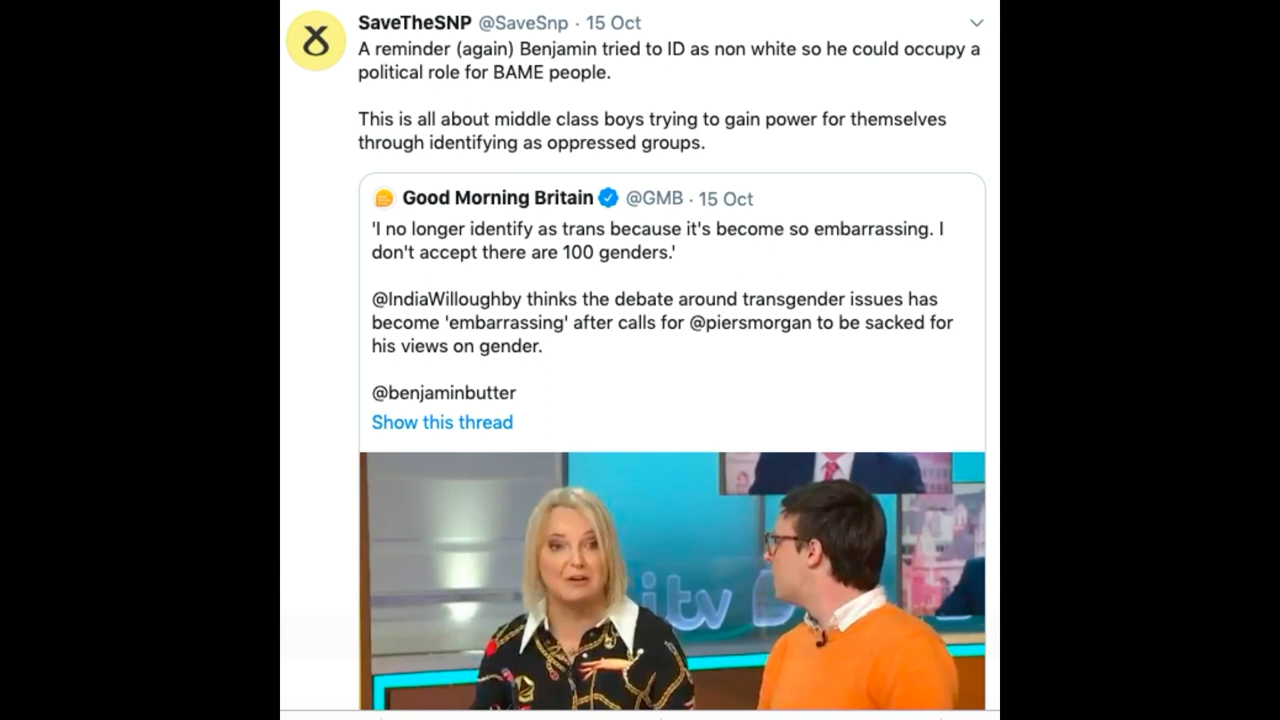 SaveTheSNP @SaveSnp · 15 Oct
A reminder (again) Benjamin tried to ID as non white so he could occupy a
political role for BAME people.
This is all about middle class boys trying to gain power for themselves
through identifying as oppressed groups.
Good Morning Britain @GMB · 15 Oct
'I no longer identify as trans because it's become so embarrassing. I
don't accept there are 100 genders.'
@IndiaWilloughby thinks the debate around transgender issues has
become 'embarrassing' after calls for @piersmorgan to be sacked for
his views on gender.
@benjaminbutter
Show this thread
itv